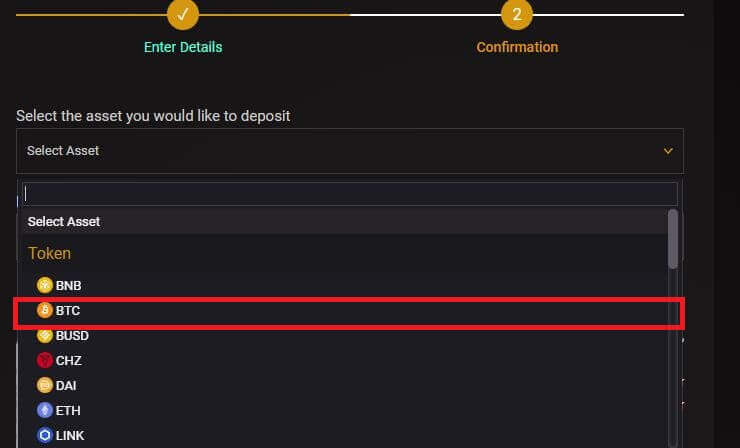 2
Enter Details
Confirmation
Select the asset you would like to deposit
Select Asset
Select Asset
Token
BNB
BTC
BUSD
CHZ
DAI
ETH
LINK